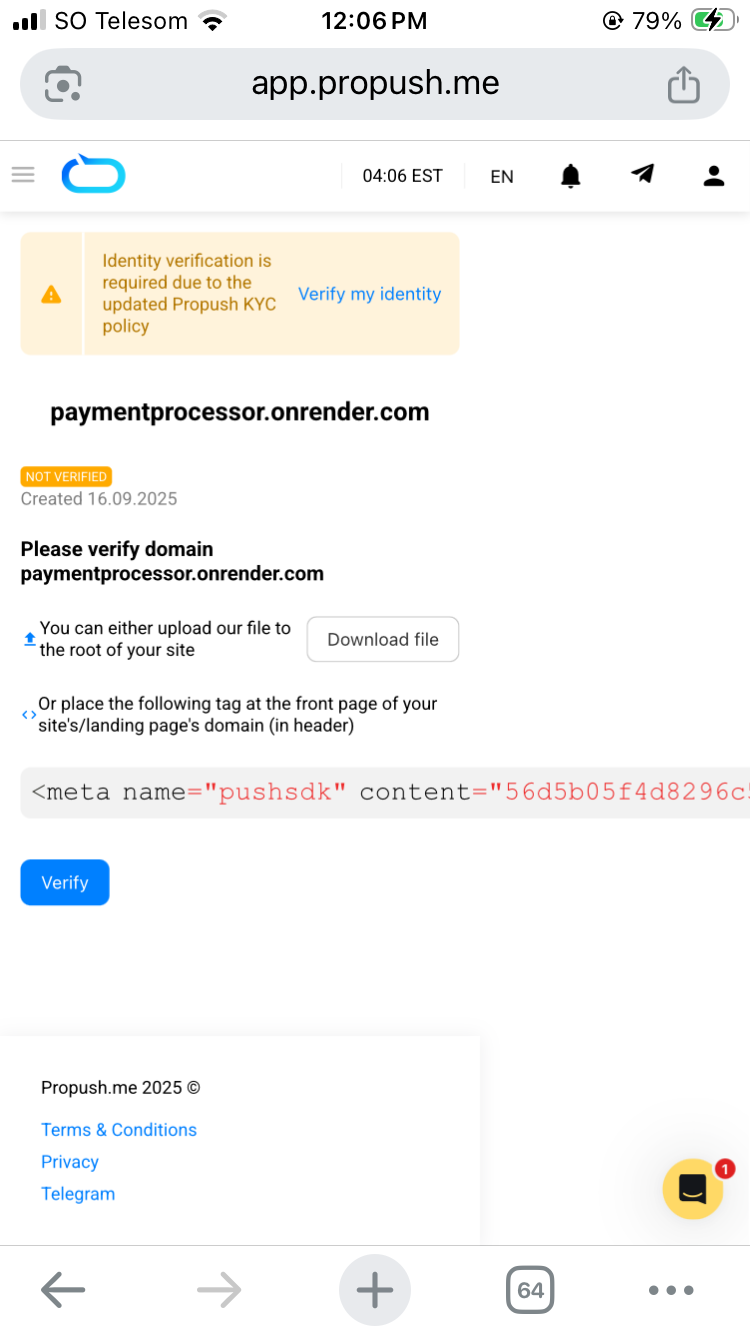 SO Telesom 12:06 PM 79%
app.propush.me
04:06 EST EN
Identity verification is
required due to the
updated Propush KYC
policy
Verify my identity
paymentprocessor.onrender.com
NOT VERIFIED
Created 16.09.2025
Please verify domain
paymentprocessor.onrender.com
You can either upload our file to
the root of your site
Download file
Or place the following tag at the front page of your
site's/landing page's domain (in header)
<meta name="pushsdk" content="56d5b05f4d8296c
Verify
Propush.me 2025 ©
Terms & Conditions
Privacy
Telegram
1
64